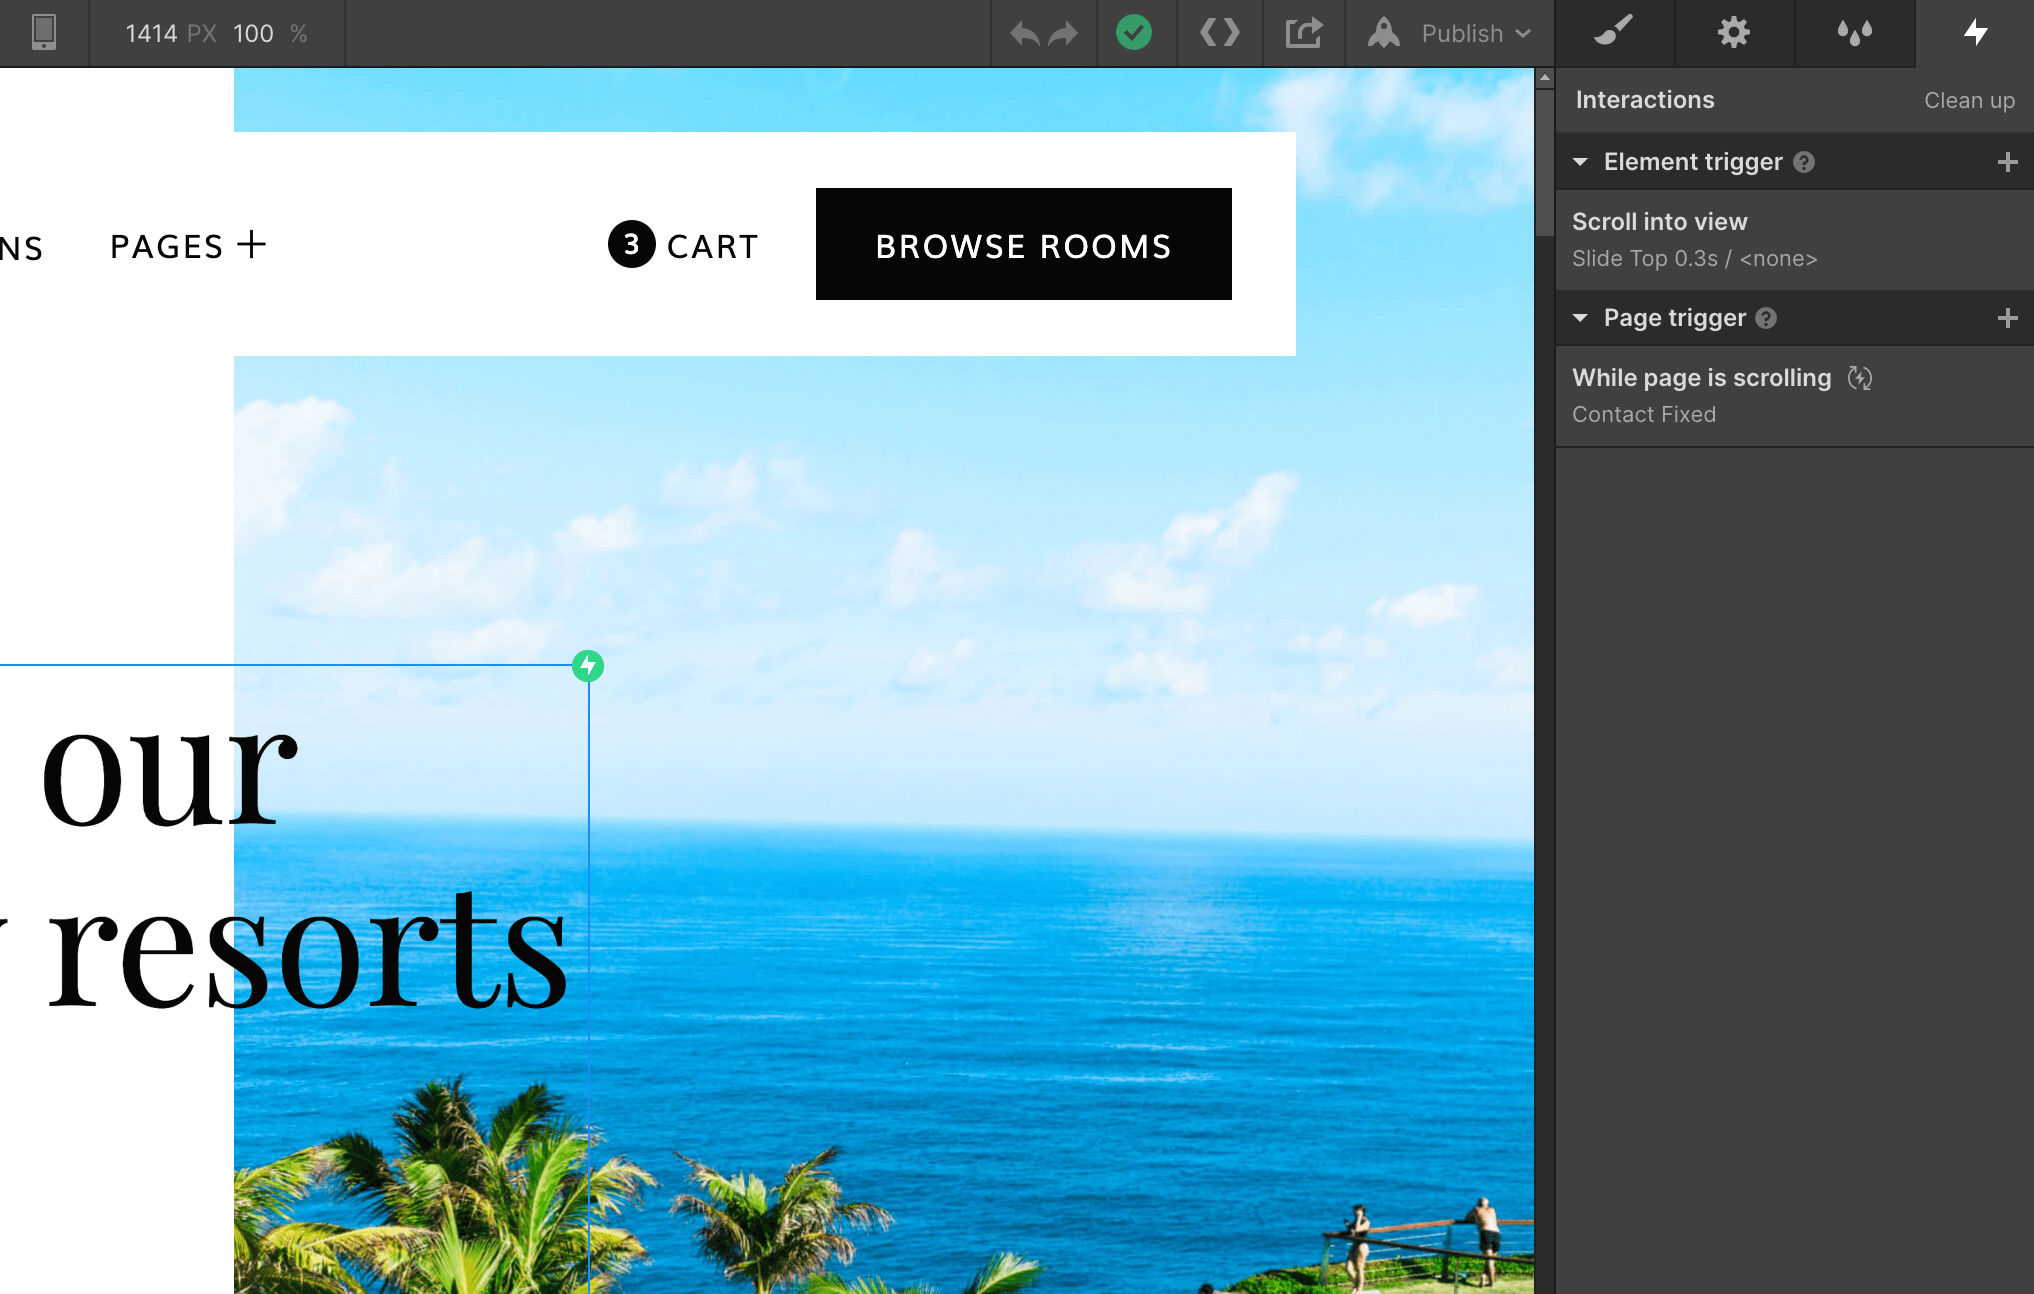 1414 PX 100 %
Publish
Interactions
Clean up
Element trigger ?
Scroll into view
Slide Top 0.3s / <none>
Page trigger ?
While page is scrolling
Contact Fixed
NS
PAGES +
3 CART
BROWSE ROOMS
our
resorts